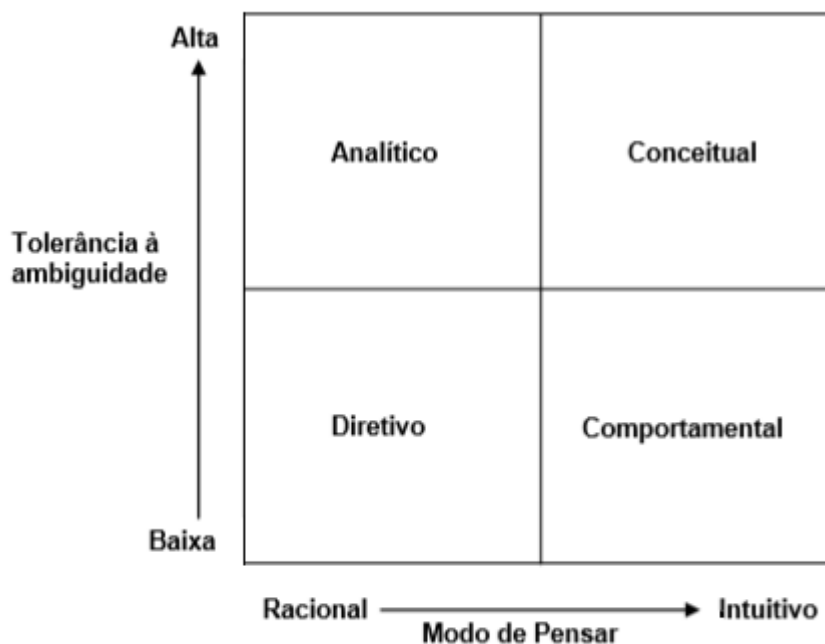 Alta
Analítico
Conceitual
Tolerância à
ambiguidade
Diretivo
Comportamental
Baixa
Racional
Intuitivo
Modo de Pensar